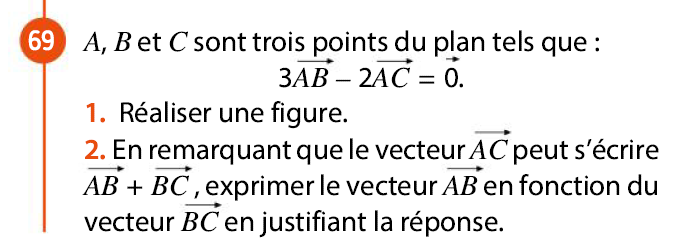 69 A, B et C sont trois points du plan tels que :
3\overrightarrow{AB} – 2\overrightarrow{AC} = \vec{0}.
1. Réaliser une figure.
2. En remarquant que le vecteur \overrightarrow{AC} peut s’écrire
\overrightarrow{AB} + \overrightarrow{BC}, exprimer le vecteur \overrightarrow{AB} en fonction du
vecteur \overrightarrow{BC} en justifiant la réponse.